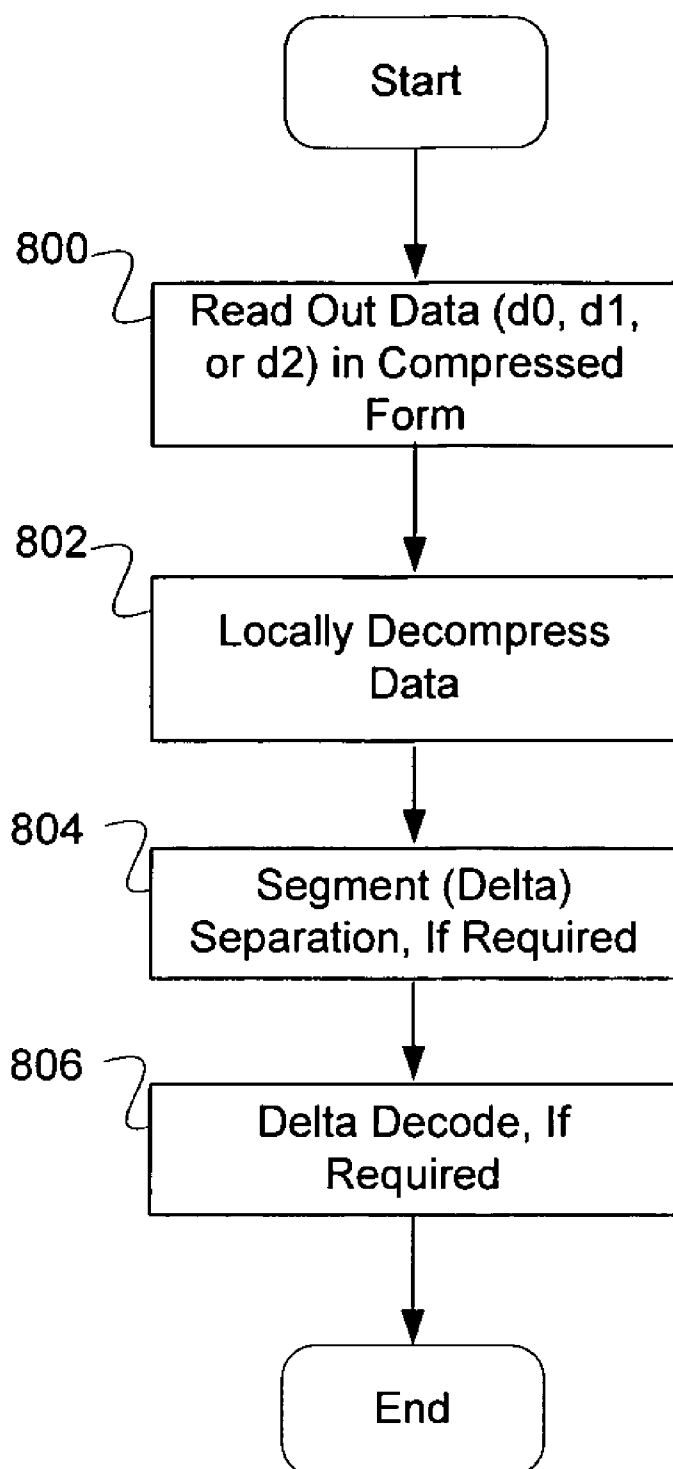 Start
800
Read Out Data (d0, d1,
or d2) in Compressed
Form
802
Locally Decompress
Data
804
Segment (Delta)
Separation, If Required
806
Delta Decode, If
Required
End